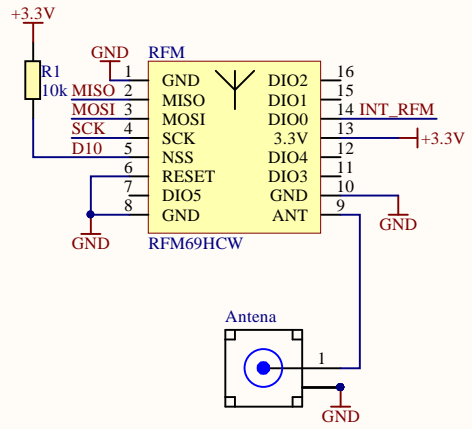 +3.3V
R1
10k
GND
RFM
1 GND DIO2 16
MISO 2 MISO DIO1 15
MOSI 3 MOSI DIO0 14 INT_RFM
SCK 4 SCK 3.3V 13 +3.3V
D10 5 NSS DIO4 12
6 RESET DIO3 11
7 DIO5 GND 10
8 GND ANT 9
GND
GND
RFM69HCW
Antena
1
GND